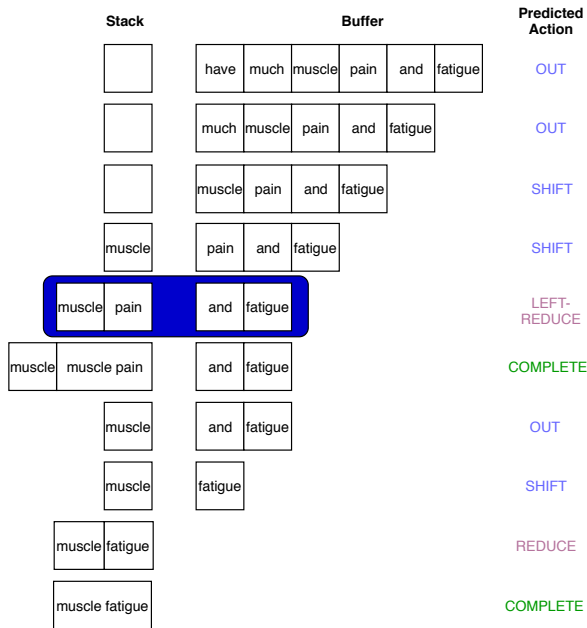 Stack Buffer Predicted Action
have much muscle pain and fatigue OUT
much muscle pain and fatigue OUT
muscle pain and fatigue SHIFT
muscle pain and fatigue SHIFT
muscle pain and fatigue LEFT-REDUCE
muscle muscle pain and fatigue COMPLETE
muscle and fatigue OUT
muscle fatigue SHIFT
muscle fatigue REDUCE
muscle fatigue COMPLETE